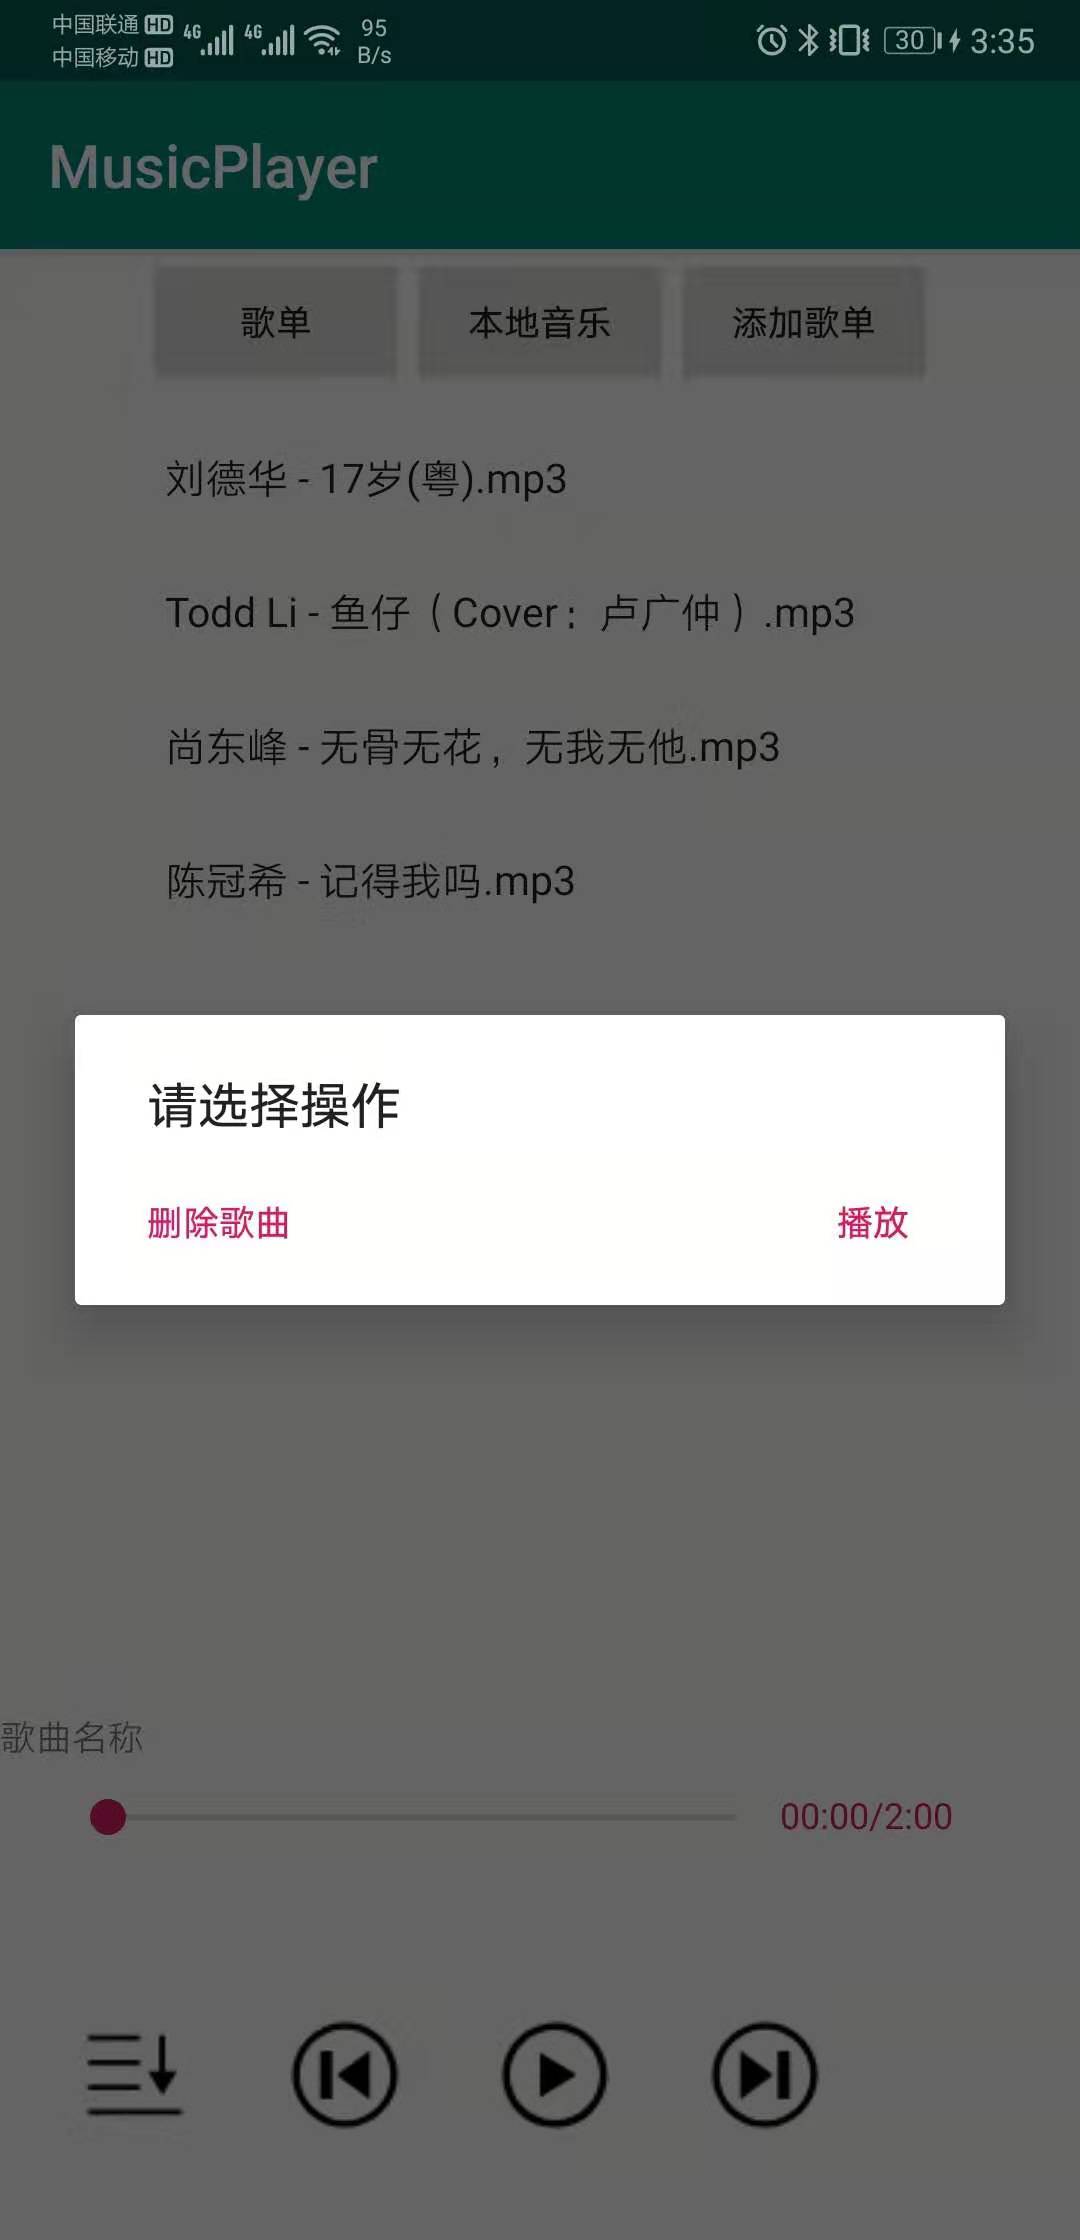 中国联通 HD 4G 4G 95 30 3:35
中国移动 HD B/s
MusicPlayer
歌单 本地音乐 添加歌单
刘德华 - 17岁(粤).mp3
Todd Li - 鱼仔（Cover：卢广仲）.mp3
尚东峰 - 无骨无花，无我无他.mp3
陈冠希 - 记得我吗.mp3
请选择操作
删除歌曲 播放
歌曲名称
00:00/2:00